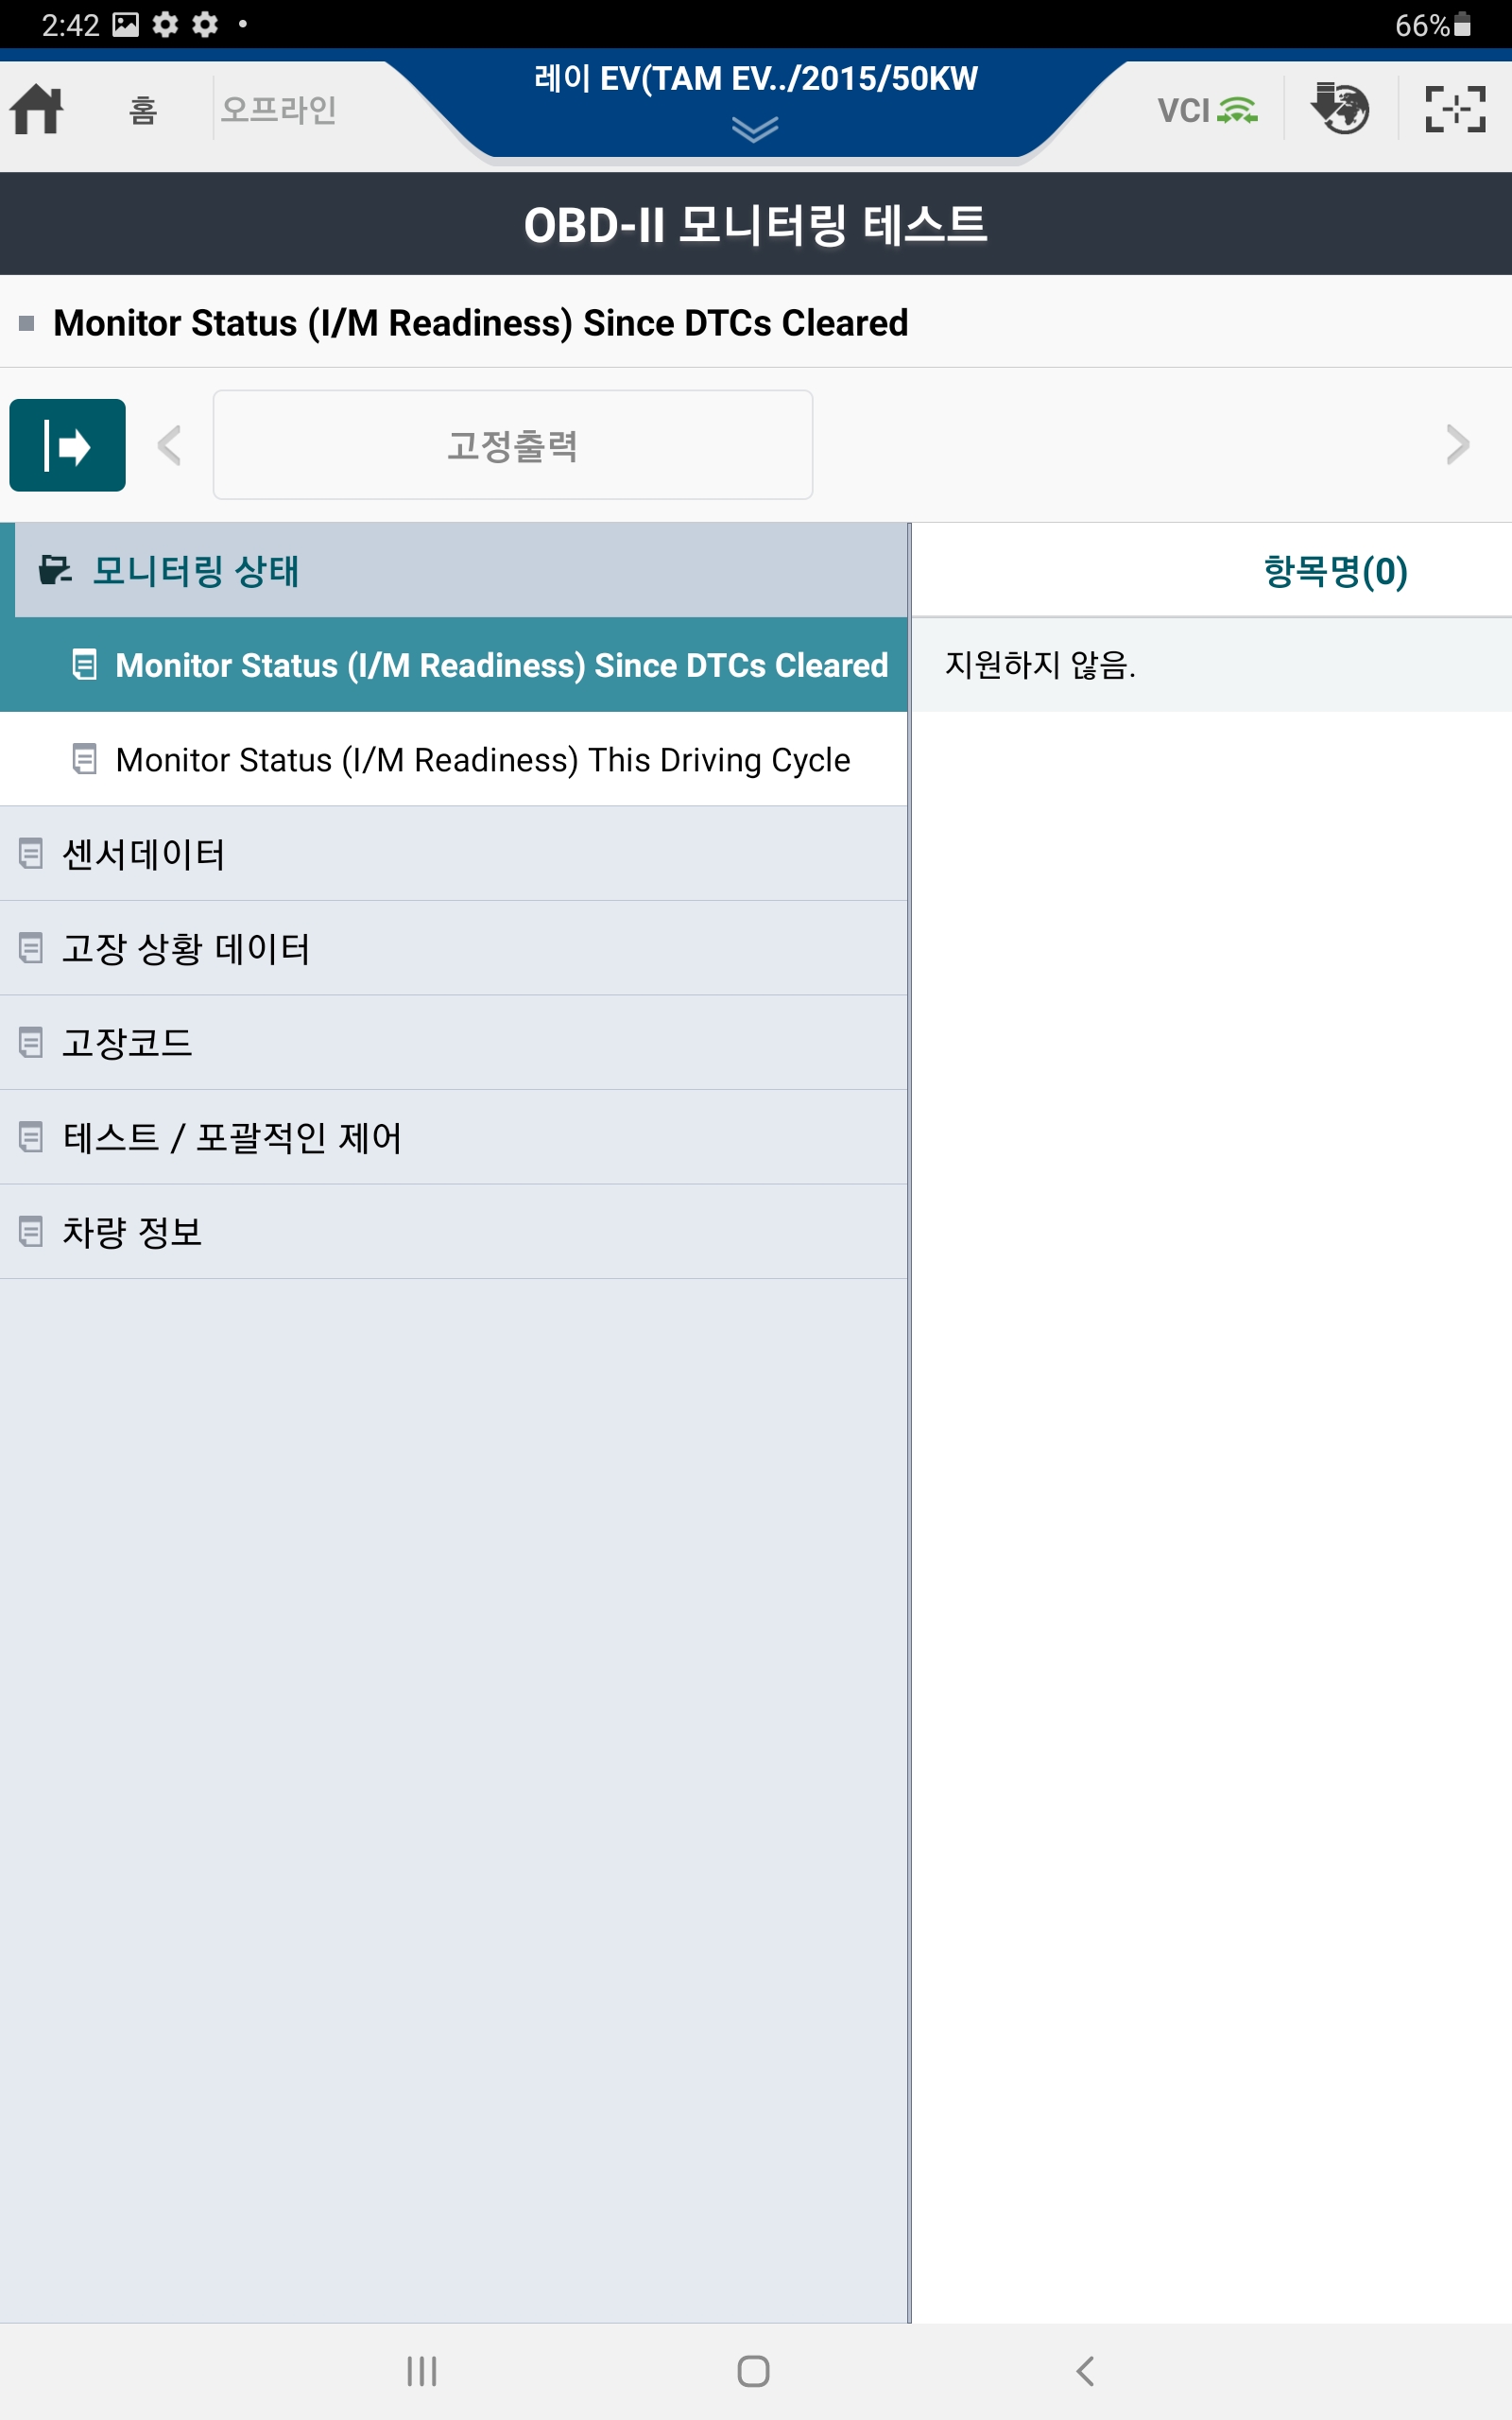 2:42
66%
홈
오프라인
레이 EV(TAM EV../2015/50KW
VCI
OBD-II 모니터링 테스트
Monitor Status (I/M Readiness) Since DTCs Cleared
고정출력
모니터링 상태
항목명(0)
Monitor Status (I/M Readiness) Since DTCs Cleared
지원하지 않음.
Monitor Status (I/M Readiness) This Driving Cycle
센서데이터
고장 상황 데이터
고장코드
테스트 / 포괄적인 제어
차량 정보